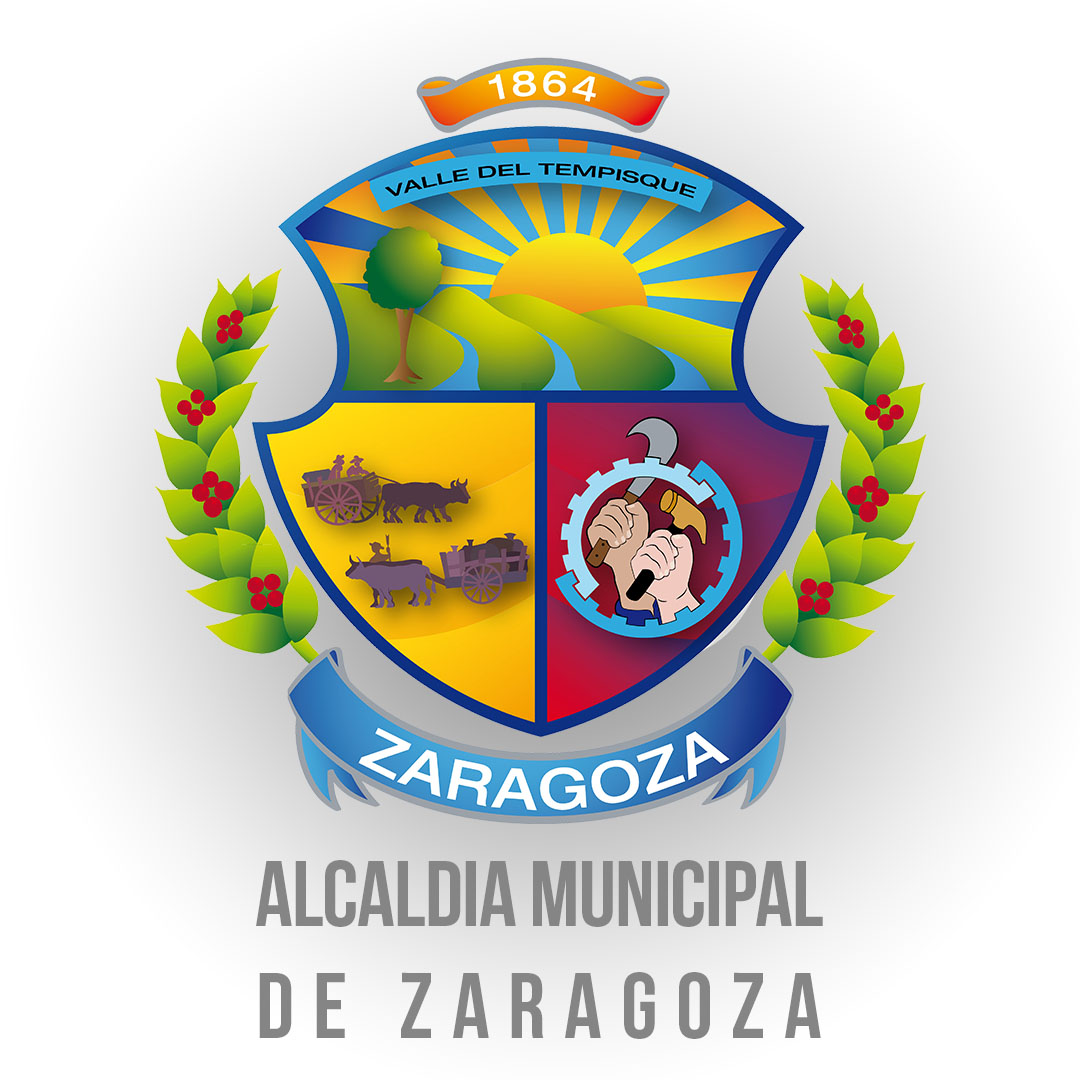 1864
VALLE DEL TEMPISQUE
ZARAGOZA
ALCALDIA MUNICIPAL
DE ZARAGOZA